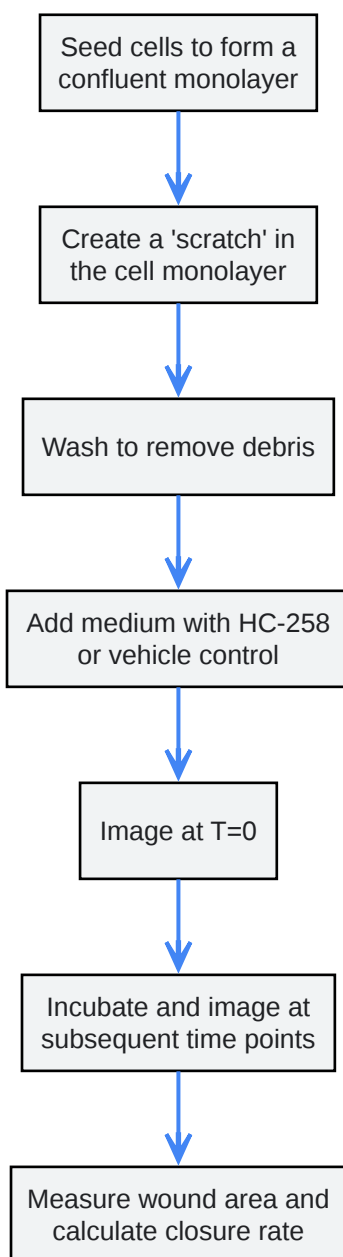 Seed cells to form a
confluent monolayer
Create a 'scratch' in
the cell monolayer
Wash to remove debris
Add medium with HC-258
or vehicle control
Image at T=0
Incubate and image at
subsequent time points
Measure wound area and
calculate closure rate